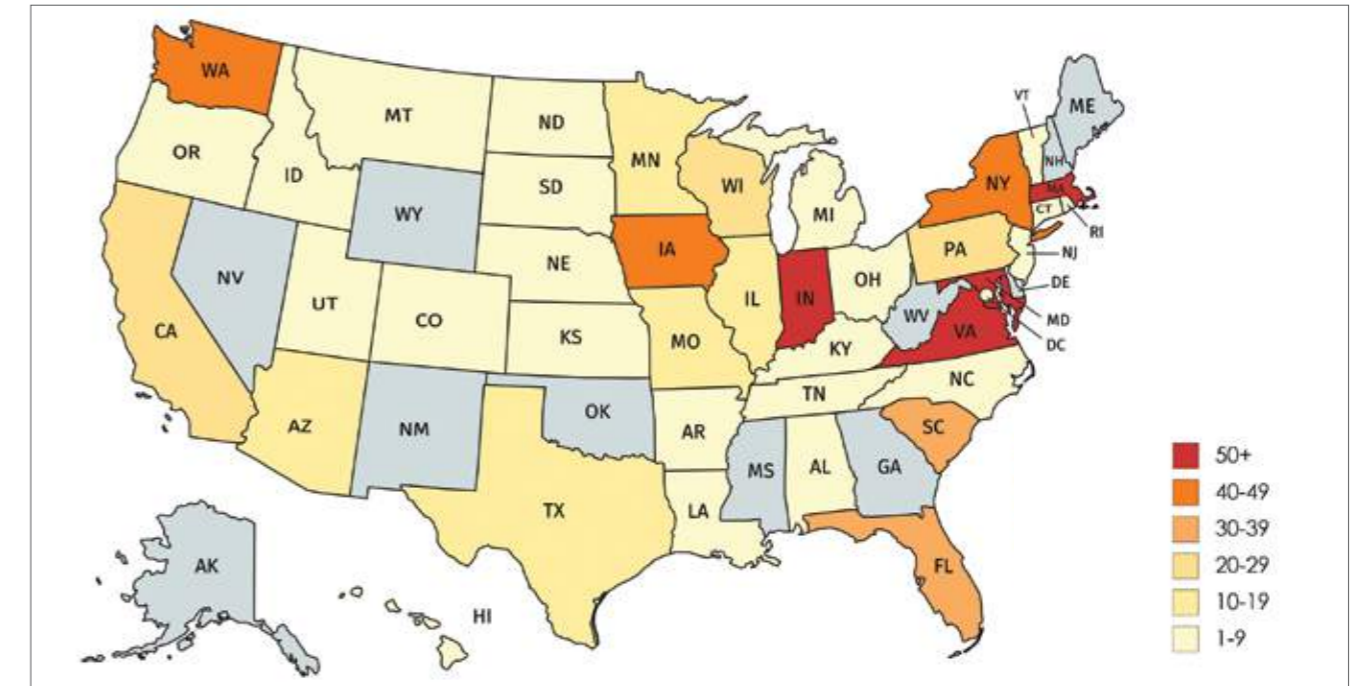 WA
MT
ND
MN
VT
ME
OR
ID
SD
WI
NY
NH
MA
WY
MI
CT
RI
NV
NE
IA
PA
NJ
UT
CO
IL
IN
OH
DE
CA
KS
MO
WV
VA
MD
KY
DC
AZ
NM
OK
AR
TN
NC
SC
TX
LA
MS
AL
GA
50+
40-49
AK
FL
30-39
20-29
HI
10-19
1-9